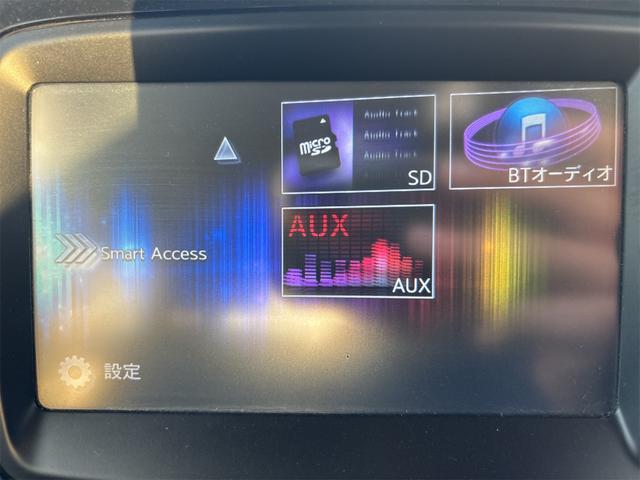 micro
SD
Audio Track
Audio Track
Audio Track
SD
BTオーディオ
Smart Access
AUX
AUX
設定